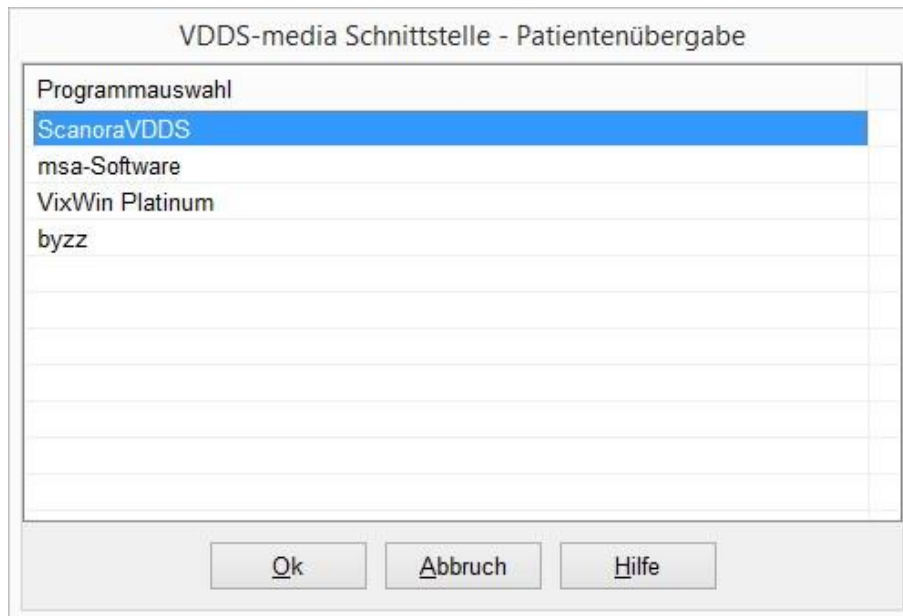 VDDS-media Schnittstelle - Patientenübergabe
Programmauswahl
ScanoraVDDS
msa-Software
VixWin Platinum
byzz
Ok Abbruch Hilfe